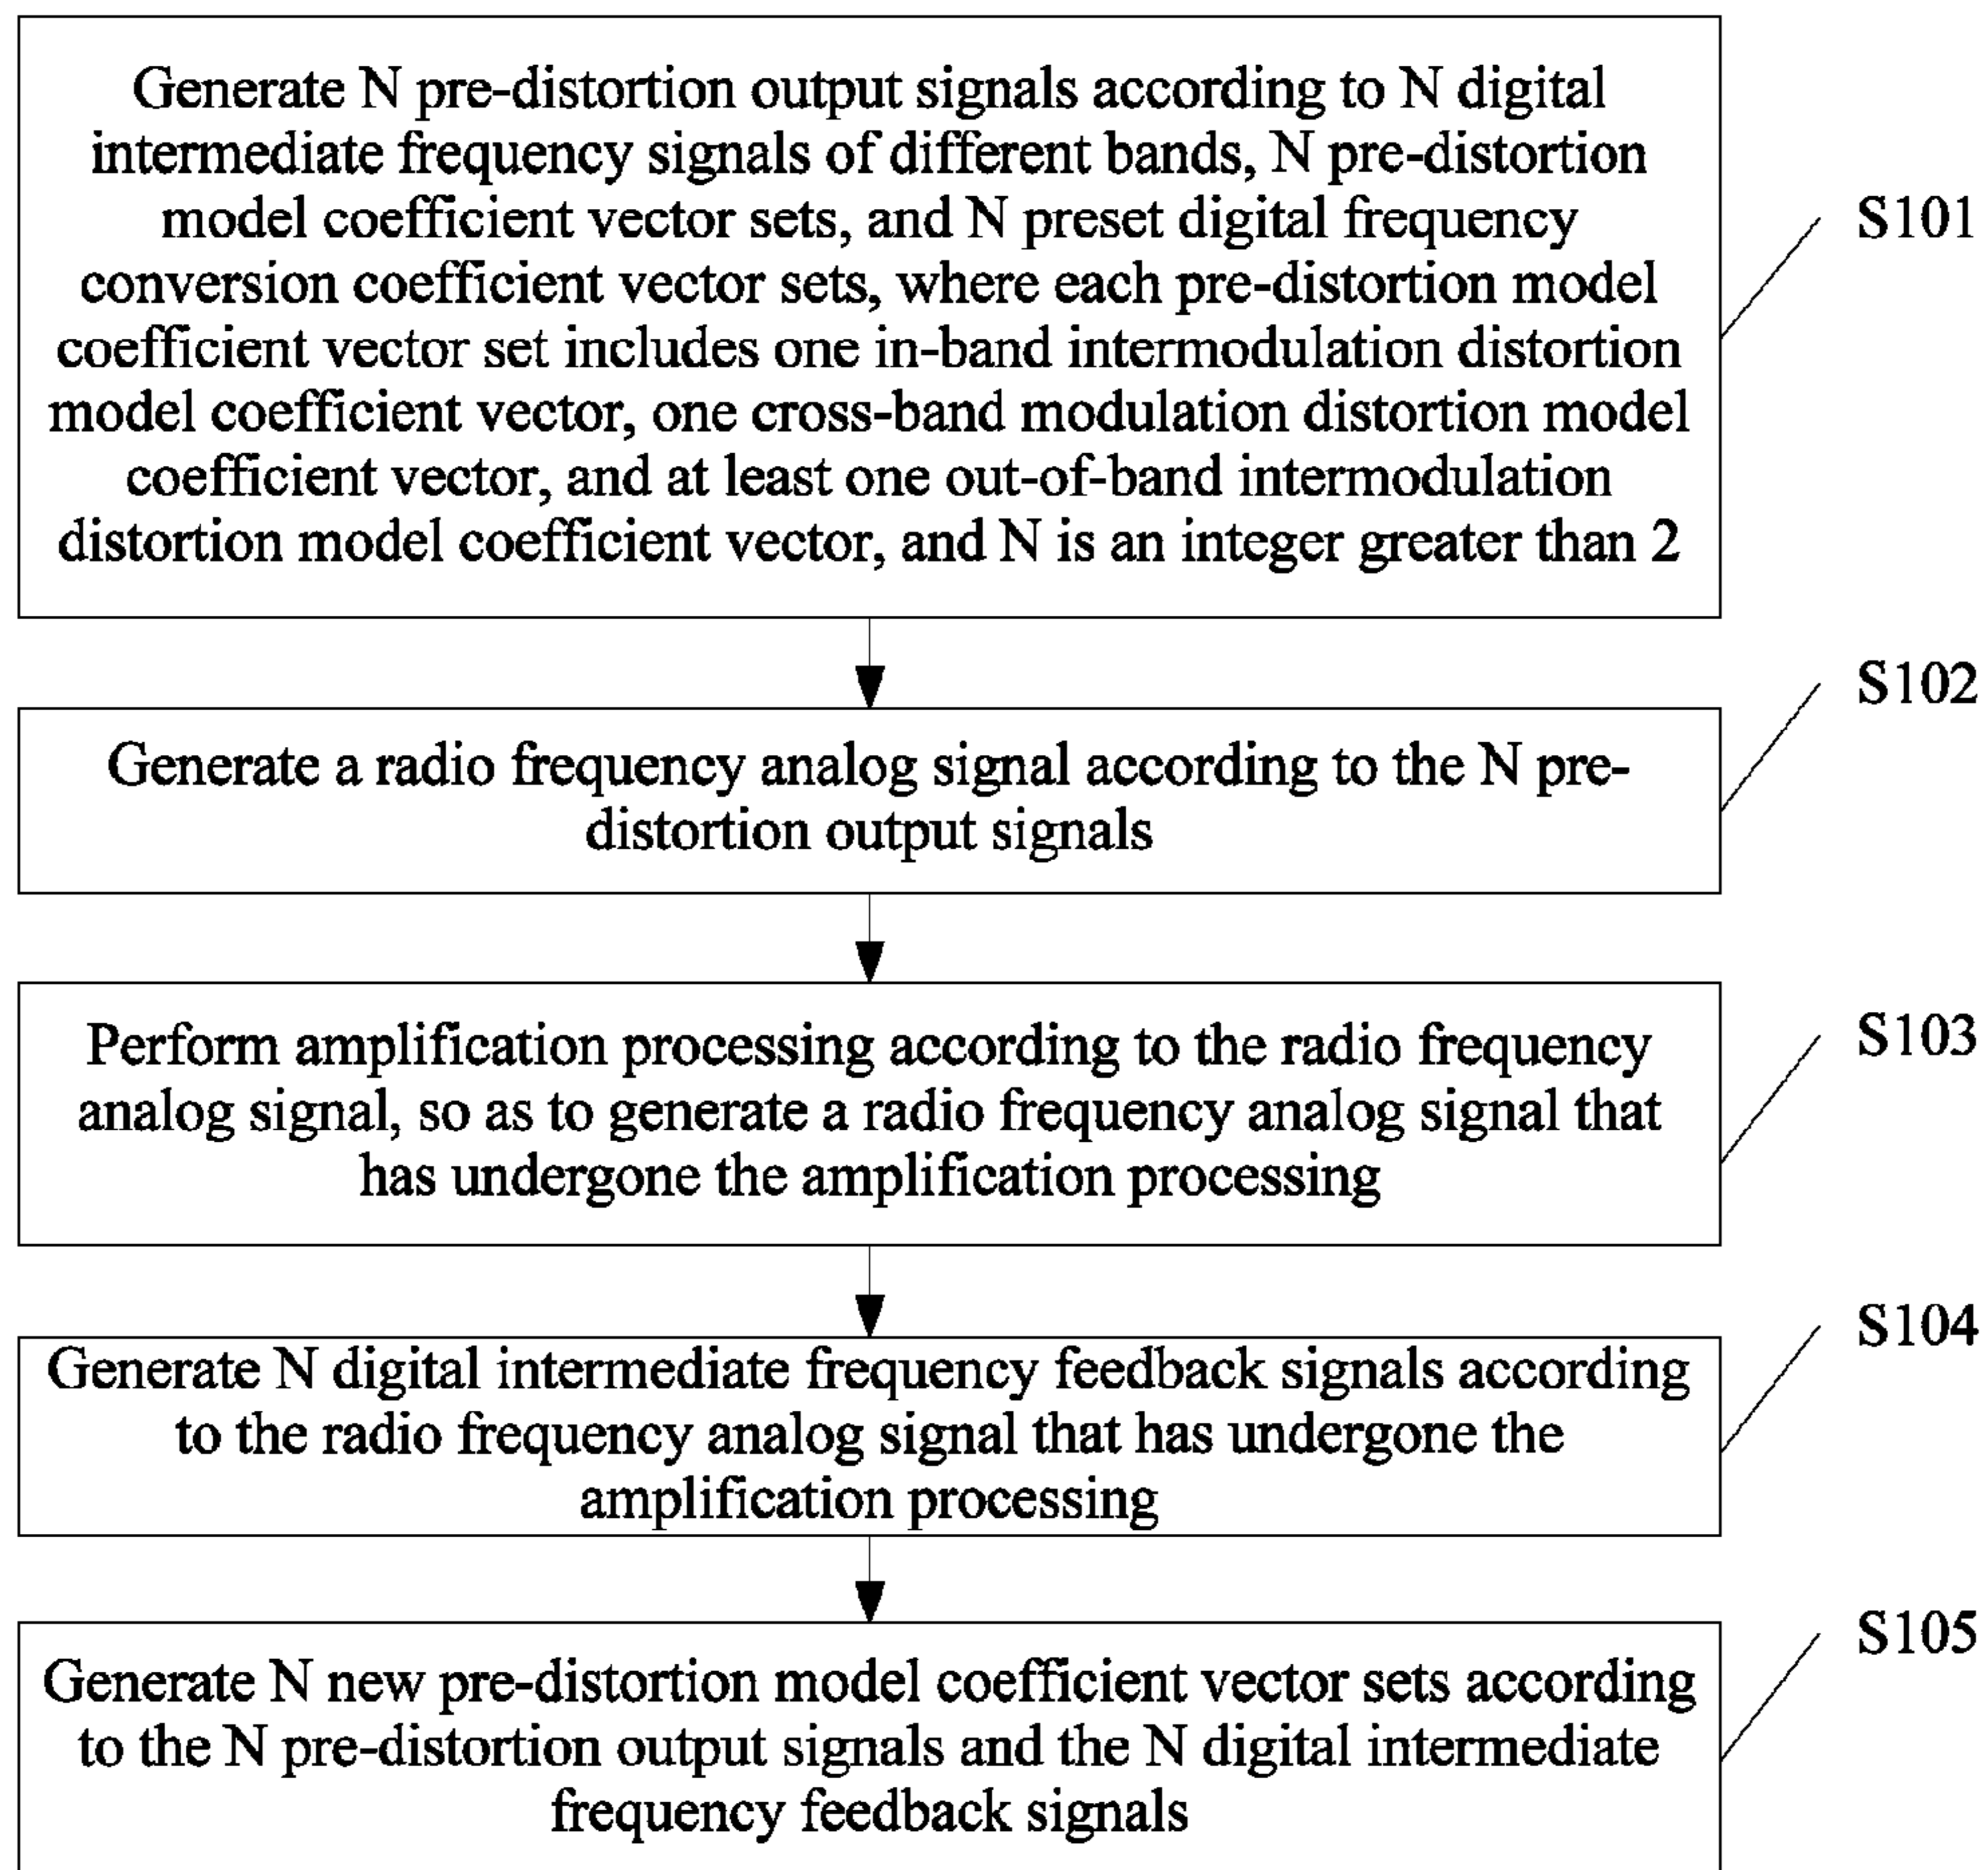 Generate N pre-distortion output signals according to N digital
intermediate frequency signals of different bands, N pre-distortion
model coefficient vector sets, and N preset digital frequency
conversion coefficient vector sets, where each pre-distortion model
coefficient vector set includes one in-band intermodulation distortion
model coefficient vector, one cross-band modulation distortion model
coefficient vector, and at least one out-of-band intermodulation
distortion model coefficient vector, and N is an integer greater than 2
S101
Generate a radio frequency analog signal according to the N pre-
distortion output signals
S102
Perform amplification processing according to the radio frequency
analog signal, so as to generate a radio frequency analog signal that
has undergone the amplification processing
S103
Generate N digital intermediate frequency feedback signals according
to the radio frequency analog signal that has undergone the
amplification processing
S104
Generate N new pre-distortion model coefficient vector sets according
to the N pre-distortion output signals and the N digital intermediate
frequency feedback signals
S105